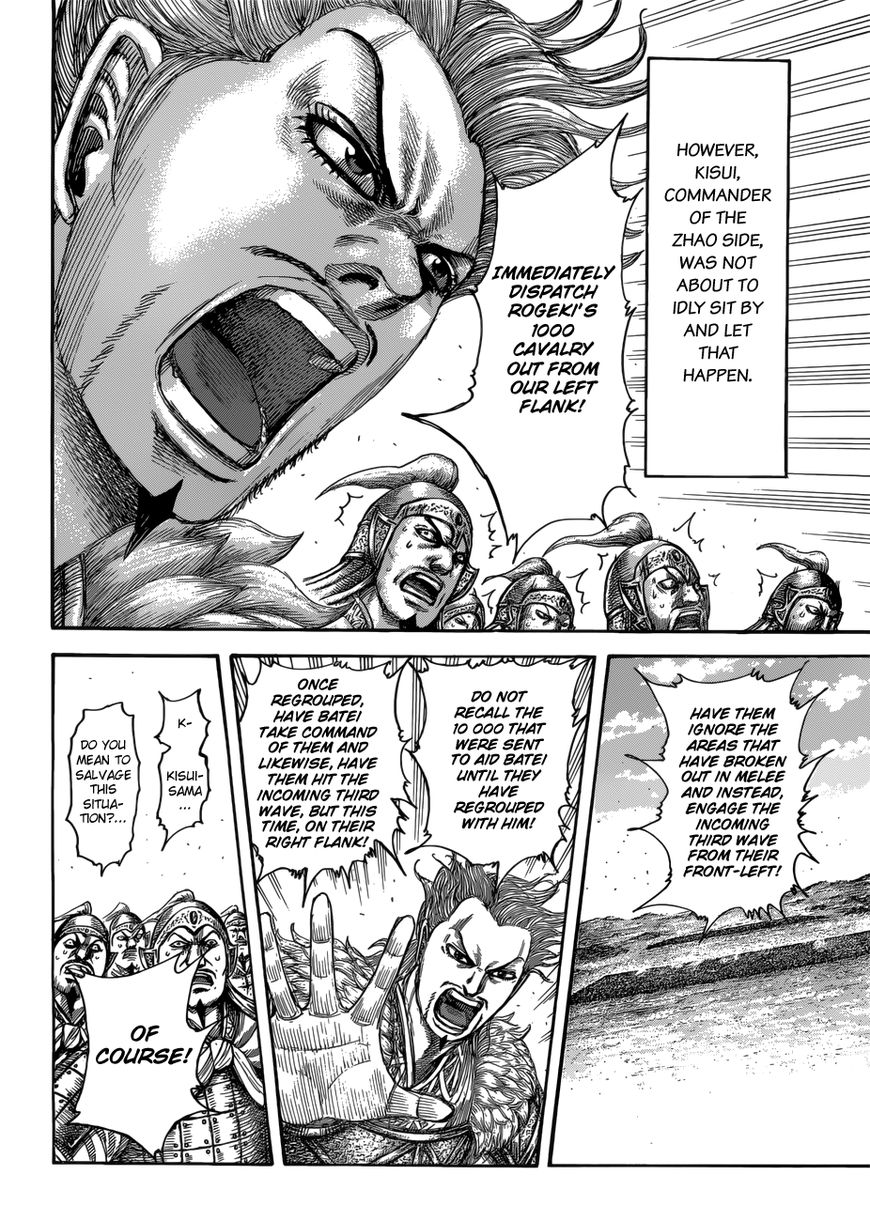 HOWEVER,
KISUI,
COMMANDER
OF THE
ZHAO SIDE,
WAS NOT
ABOUT TO
IDLY SIT BY
AND LET
THAT
HAPPEN.
IMMEDIATELY
DISPATCH
ROGEKI'S
1000
CAVALRY
OUT FROM
OUR LEFT
FLANK!
HAVE THEM
IGNORE THE
AREAS THAT
HAVE BROKEN
OUT IN MELEE
AND INSTEAD,
ENGAGE THE
INCOMING
THIRD WAVE
FROM THEIR
FRONT-LEFT!
DO NOT
RECALL THE
10 000 THAT
WERE SENT
TO AID BATEI
UNTIL THEY
HAVE
REGROUPED
WITH HIM!
ONCE
REGROUPED,
HAVE BATEI
TAKE COMMAND
OF THEM AND
LIKEWISE, HAVE
THEM HIT THE
INCOMING THIRD
WAVE, BUT THIS
TIME, ON THEIR
RIGHT FLANK!
K-
KISUI-
SAMA
...
DO YOU
MEAN TO
SALVAGE
THIS
SITUA-
TION?...
OF
COURSE!